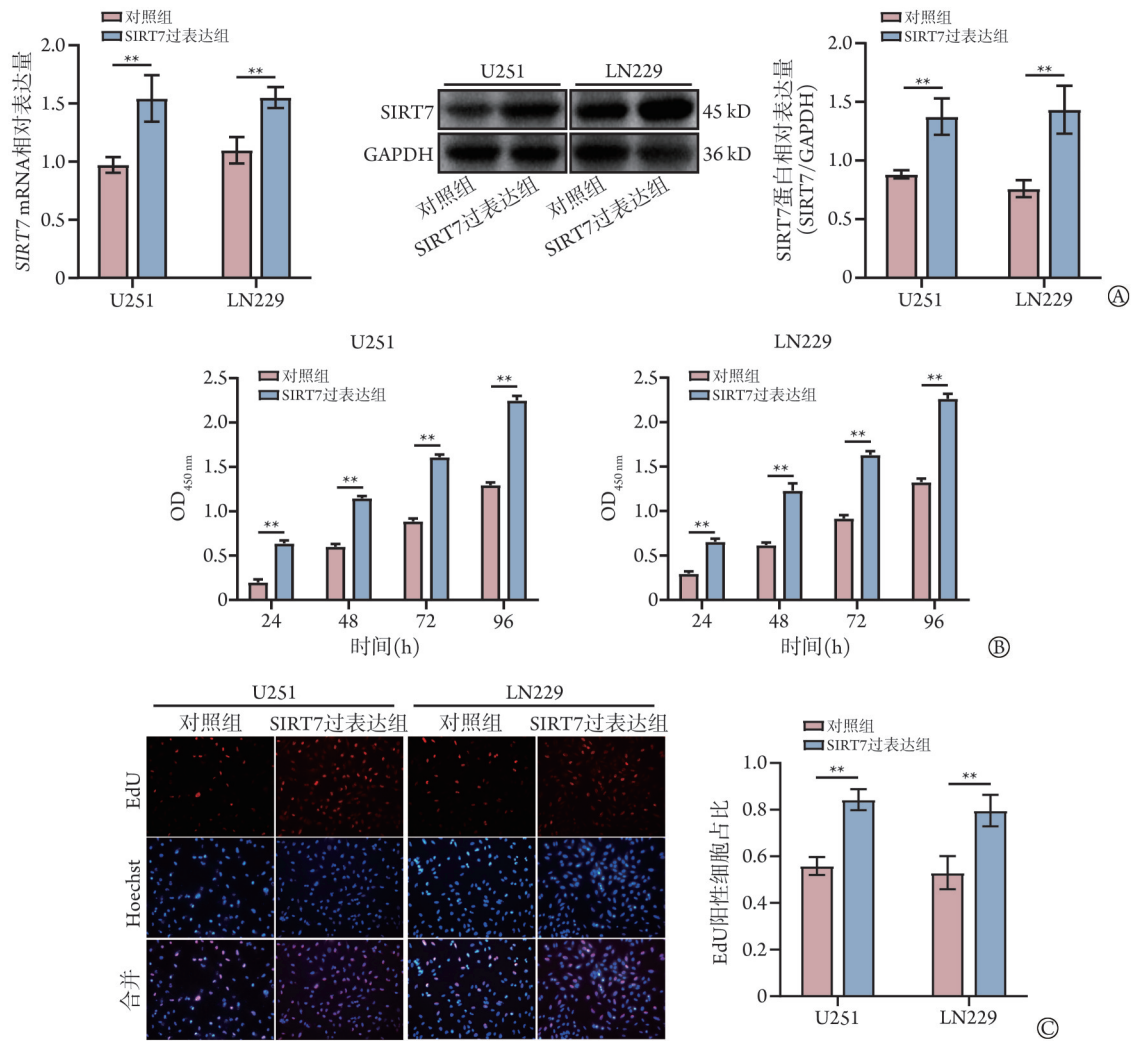 对照组
SIRT7过表达组
SIRT7 mRNA相对表达量
2.0
1.5
1.0
0.5
0
**
**
U251
LN229
U251
LN229
SIRT7
45 kD
GAPDH
36 kD
对照组
SIRT7过表达组
对照组
SIRT7过表达组
对照组
SIRT7过表达组
SIRT7蛋白相对表达量
(SIRT7/GAPDH)
2.0
1.5
1.0
0.5
0
**
**
U251
LN229
Ⓐ
U251
对照组
SIRT7过表达组
OD450 nm
2.5
2.0
1.5
1.0
0.5
0
**
**
**
**
24
48
72
96
时间(h)
LN229
对照组
SIRT7过表达组
OD450 nm
2.5
2.0
1.5
1.0
0.5
0
**
**
**
**
24
48
72
96
时间(h)
Ⓑ
U251
LN229
对照组
SIRT7过表达组
对照组
SIRT7过表达组
EdU
Hoechst
合并
对照组
SIRT7过表达组
EdU阳性细胞占比
1.0
0.8
0.6
0.4
0.2
0
**
**
U251
LN229
Ⓒ